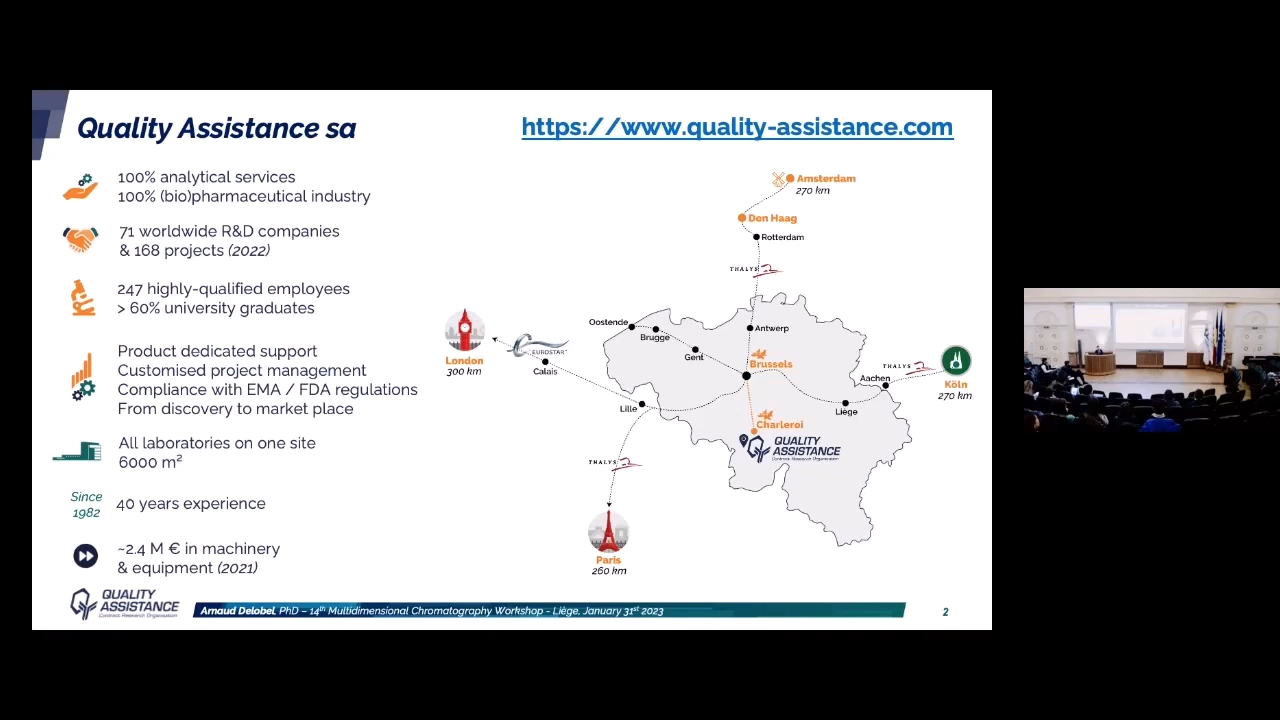 Quality Assistance sa
https://www.quality-assistance.com
100% analytical services
100% (bio)pharmaceutical industry
71 worldwide R&D companies
& 168 projects (2022)
247 highly-qualified employees
> 60% university graduates
Product dedicated support
Customised project management
Compliance with EMA / FDA regulations
From discovery to market place
All laboratories on one site
6000 m²
Since
1982
40 years experience
~2.4 M € in machinery
& equipment (2021)
Amsterdam
270 km
Den Haag
Rotterdam
THALYS
Oostende
Brugge
Antwerp
Gent
London
300 km
EUROSTAR™
Calais
Brussels
THALYS
Aachen
Köln
270 km
Lille
Liège
Charleroi
QUALITY
ASSISTANCE
Contract Research Organisation
THALYS
Paris
260 km
QUALITY
ASSISTANCE
Contract Research Organisation
Arnaud Delobel, PhD – 14th Multidimensional Chromatography Workshop - Liège, January 31st 2023
2